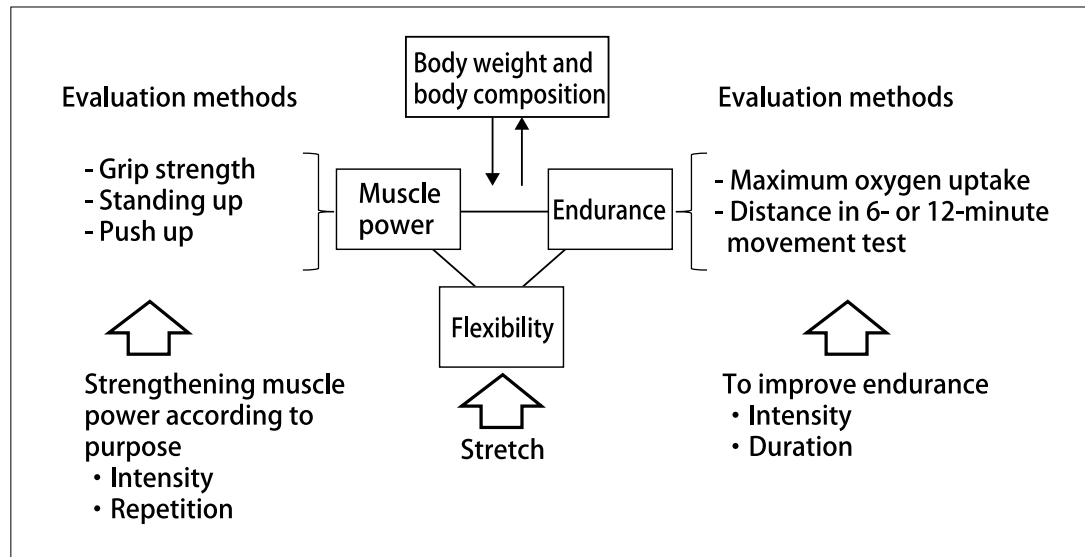 Body weight and
body composition
Evaluation methods
- Grip strength
- Standing up
- Push up
Muscle
power
Endurance
Flexibility
Evaluation methods
- Maximum oxygen uptake
- Distance in 6- or 12-minute
movement test
Strengthening muscle
power according to
purpose
・Intensity
・Repetition
Stretch
To improve endurance
・Intensity
・Duration